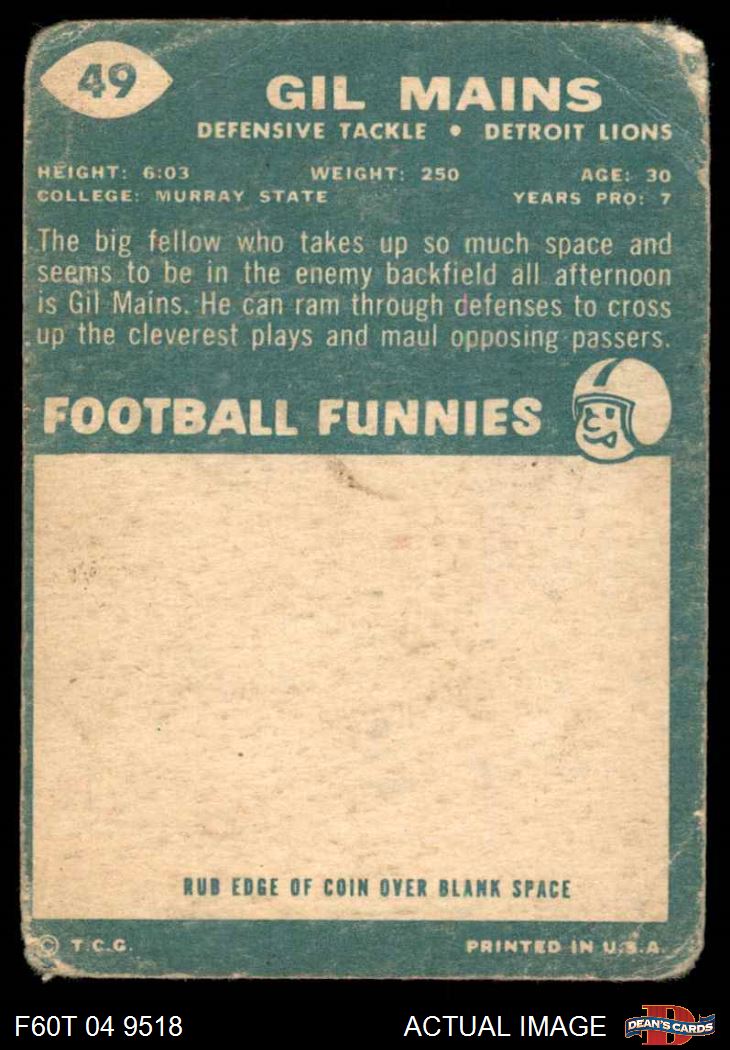 49
GIL MAINS
DEFENSIVE TACKLE • DETROIT LIONS
HEIGHT: 6:03 WEIGHT: 250 AGE: 30
COLLEGE: MURRAY STATE YEARS PRO: 7
The big fellow who takes up so much space and
seems to be in the enemy backfield all afternoon
is Gil Mains. He can ram through defenses to cross
up the cleverest plays and maul opposing passers.
FOOTBALL FUNNIES
RUB EDGE OF COIN OVER BLANK SPACE
© T.C.G. PRINTED IN U.S.A.
F60T 04 9518 ACTUAL IMAGE D DEAN'S CARDS